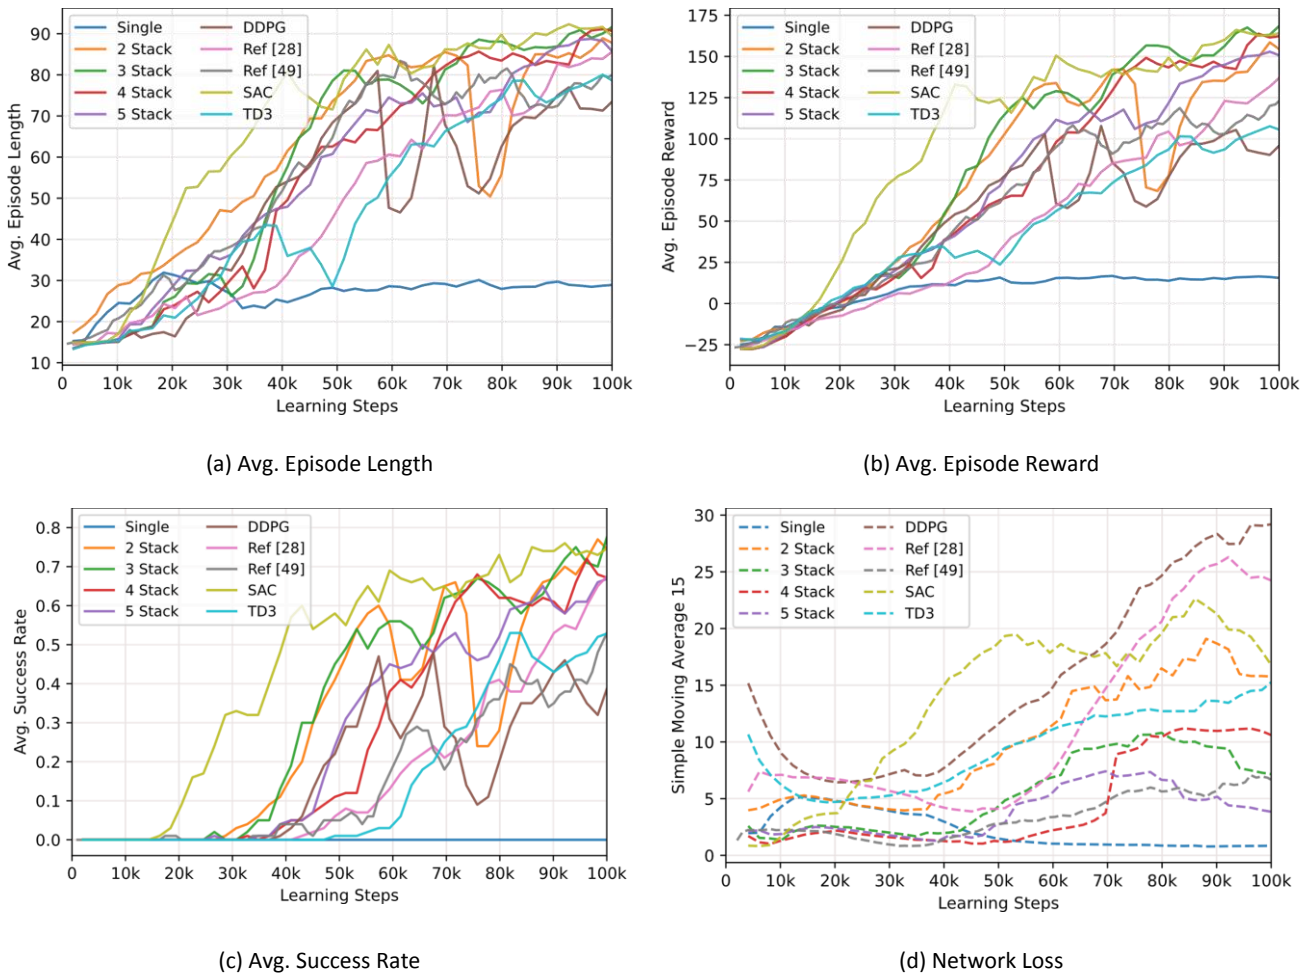 90
80
70
60
50
40
30
20
10
Avg. Episode Length
Single
2 Stack
3 Stack
4 Stack
5 Stack
DDPG
Ref [28]
Ref [49]
SAC
TD3
0 10k 20k 30k 40k 50k 60k 70k 80k 90k 100k
Learning Steps
(a) Avg. Episode Length
175
150
125
100
75
50
25
0
−25
Avg. Episode Reward
Single
2 Stack
3 Stack
4 Stack
5 Stack
DDPG
Ref [28]
Ref [49]
SAC
TD3
0 10k 20k 30k 40k 50k 60k 70k 80k 90k 100k
Learning Steps
(b) Avg. Episode Reward
0.8
0.7
0.6
0.5
0.4
0.3
0.2
0.1
0.0
Avg. Success Rate
Single
2 Stack
3 Stack
4 Stack
5 Stack
DDPG
Ref [28]
Ref [49]
SAC
TD3
0 10k 20k 30k 40k 50k 60k 70k 80k 90k 100k
Learning Steps
(c) Avg. Success Rate
30
25
20
15
10
5
0
Simple Moving Average 15
Single
2 Stack
3 Stack
4 Stack
5 Stack
DDPG
Ref [28]
Ref [49]
SAC
TD3
0 10k 20k 30k 40k 50k 60k 70k 80k 90k 100k
Learning Steps
(d) Network Loss